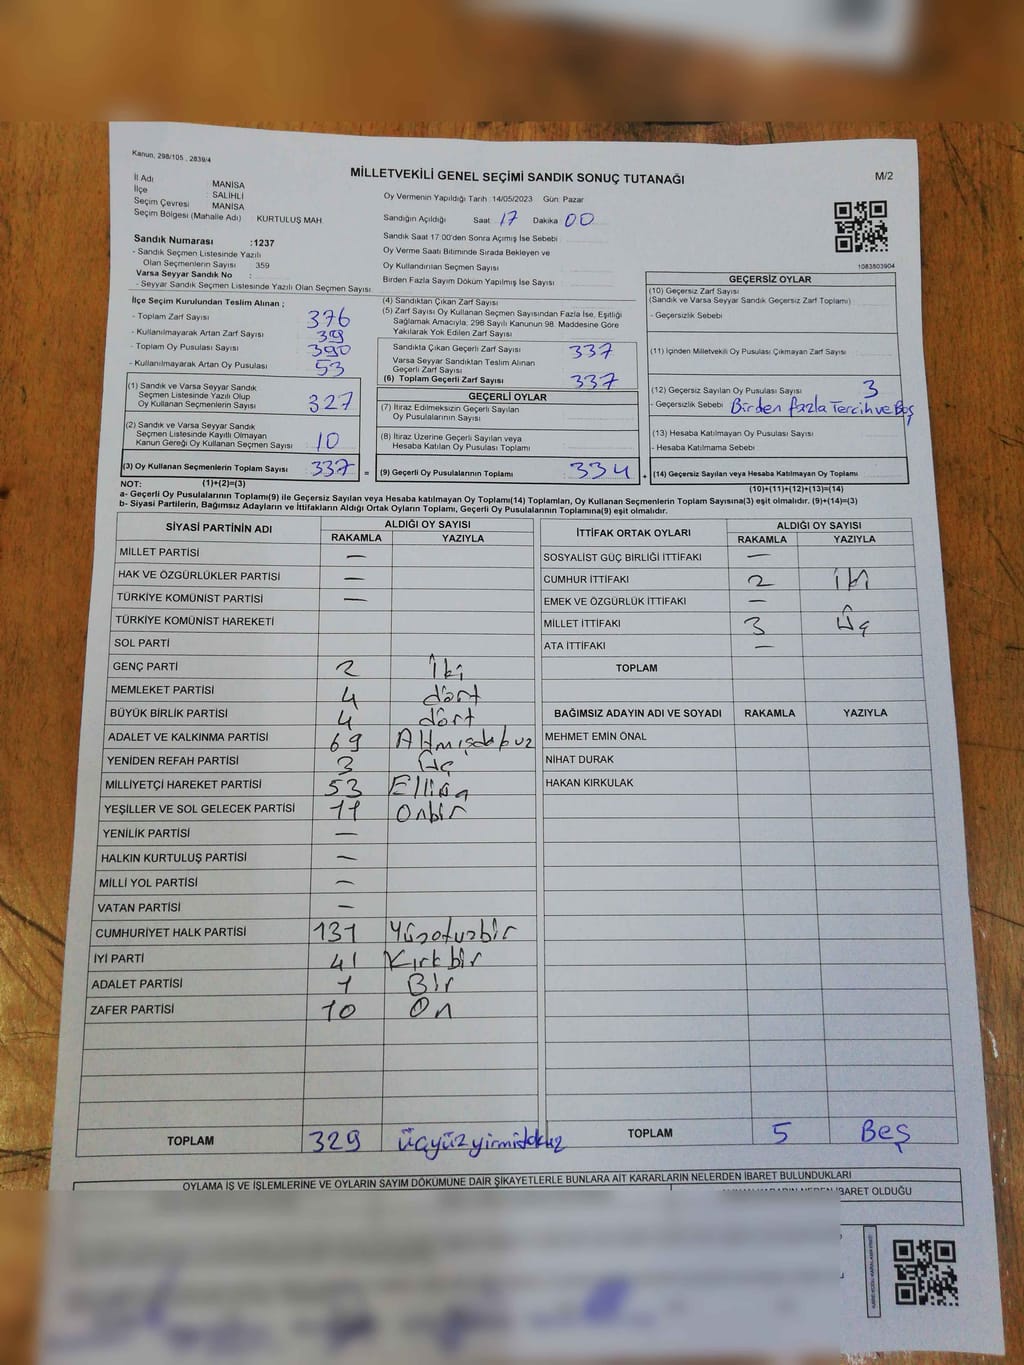 Kanun, 298/105 , 2839/4
MİLLETVEKİLİ GENEL SEÇİMİ SANDIK SONUÇ TUTANAĞI
M/2
İl Adı MANİSA
İlçe : SALİHLİ
Seçim Çevresi MANİSA
Seçim Bölgesi (Mahalle Adı) KURTULUŞ MAH.
Oy Vermenin Yapıldığı Tarih :14/05/2023 Gün: Pazar
Sandığın Açıldığı Saat 17 Dakika 00
Sandık Saat 17.00'den Sonra Açımış İse Sebebi
Oy Verme Saati Bitiminde Sırada Bekleyen ve
Oy Kullandırılan Seçmen Sayısı
Birden Fazla Sayım Döküm Yapılmış İse Sayısı
1083803904
Sandık Numarası :1237
- Sandık Seçmen Listesinde Yazılı
Olan Seçmenlerin Sayısı 359
Varsa Seyyar Sandık No :
- Seyyar Sandık Seçmen Listesinde Yazılı Olan Seçmen Sayısı:
İlçe Seçim Kurulundan Teslim Alınan ;
- Toplam Zarf Sayısı 376
- Kullanılmayarak Artan Zarf Sayısı 39
- Toplam Oy Pusulası Sayısı 390
- Kullanılmayarak Artan Oy Pusulası 53
(1) Sandık ve Varsa Seyyar Sandık
Seçmen Listesinde Yazılı Olup
Oy Kullanan Seçmenlerin Sayısı 327
(2) Sandık ve Varsa Seyyar Sandık
Seçmen Listesinde Kayıtlı Olmayan
Kanun Gereği Oy Kullanan Seçmen Sayısı 10
(3) Oy Kullanan Seçmenlerin Toplam Sayısı 337 =
(4) Sandıktan Çıkan Zarf Sayısı
(5) Zarf Sayısı Oy Kullanan Seçmen Sayısından Fazla İse, Eşitliği
Sağlamak Amacıyla; 298 Sayılı Kanunun 98. Maddesine Göre
Yakılarak Yok Edilen Zarf Sayısı
Sandıkta Çıkan Geçerli Zarf Sayısı 337
Varsa Seyyar Sandıktan Teslim Alınan
Geçerli Zarf Sayısı
(6) Toplam Geçerli Zarf Sayısı 337
GEÇERLİ OYLAR
(7) İtiraz Edilmeksizin Geçerli Sayılan
Oy Pusulalarının Sayısı
(8) İtiraz Üzerine Geçerli Sayılan veya
Hesaba Katılan Oy Pusulası Toplamı
(9) Geçerli Oy Pusulalarının Toplamı 334 +
GEÇERSİZ OYLAR
(10) Geçersiz Zarf Sayısı
(Sandık ve Varsa Seyyar Sandık Geçersiz Zarf Toplamı)
- Geçersizlik Sebebi
(11) İçinden Milletvekili Oy Pusulası Çıkmayan Zarf Sayısı
(12) Geçersiz Sayılan Oy Pusulası Sayısı 3
- Geçersizlik Sebebi Birden fazla Tercih ve Boş
(13) Hesaba Katılmayan Oy Pusulası Sayısı
- Hesaba Katılmama Sebebi
(14) Geçersiz Sayılan veya Hesaba Katılmayan Oy Toplamı
NOT: (1)+(2)=(3)
(10)+(11)+(12)+(13)=(14)
a- Geçerli Oy Pusulalarının Toplamı(9) ile Geçersiz Sayılan veya Hesaba katılmayan Oy Toplamı(14) Toplamları, Oy Kullanan Seçmenlerin Toplam Sayısına(3) eşit olmalıdır. (9)+(14)=(3)
b- Siyasi Partilerin, Bağımsız Adayların ve İttifakların Aldığı Ortak Oyların Toplamı, Geçerli Oy Pusulalarının Toplamına(9) eşit olmalıdır.
SİYASİ PARTİNİN ADI ALDIĞI OY SAYISI
RAKAMLA YAZIYLA
MİLLET PARTİSİ —
HAK VE ÖZGÜRLÜKLER PARTİSİ —
TÜRKİYE KOMÜNİST PARTİSİ —
TÜRKİYE KOMÜNİST HAREKETİ
SOL PARTİ
GENÇ PARTİ 2 İki
MEMLEKET PARTİSİ 4 dört
BÜYÜK BİRLİK PARTİSİ 4 dört
ADALET VE KALKINMA PARTİSİ 69 Altmışdokuz
YENİDEN REFAH PARTİSİ 3 Üç
MİLLİYETÇİ HAREKET PARTİSİ 53 Elliüç
YEŞİLLER VE SOL GELECEK PARTİSİ 11 Onbir
YENİLİK PARTİSİ —
HALKIN KURTULUŞ PARTİSİ —
MİLLİ YOL PARTİSİ —
VATAN PARTİSİ —
CUMHURİYET HALK PARTİSİ 131 Yüzotuzbir
İYİ PARTİ 41 Kırkbir
ADALET PARTİSİ 1 Bir
ZAFER PARTİSİ 10 On
TOPLAM 329 üçyüzyirmidokuz
İTTİFAK ORTAK OYLARI ALDIĞI OY SAYISI
RAKAMLA YAZIYLA
SOSYALİST GÜÇ BİRLİĞİ İTTİFAKI —
CUMHUR İTTİFAKI 2 iki
EMEK VE ÖZGÜRLÜK İTTİFAKI —
MİLLET İTTİFAKI 3 Üç
ATA İTTİFAKI —
TOPLAM
BAĞIMSIZ ADAYIN ADI VE SOYADI RAKAMLA YAZIYLA
MEHMET EMİN ÖNAL
NİHAT DURAK
HAKAN KIRKULAK
TOPLAM 5 Beş
OYLAMA İŞ VE İŞLEMLERİNE VE OYLARIN SAYIM DÖKÜMÜNE DAİR ŞİKAYETLERLE BUNLARA AİT KARARLARIN NELERDEN İBARET BULUNDUKLARI
İBARET OLDUĞU